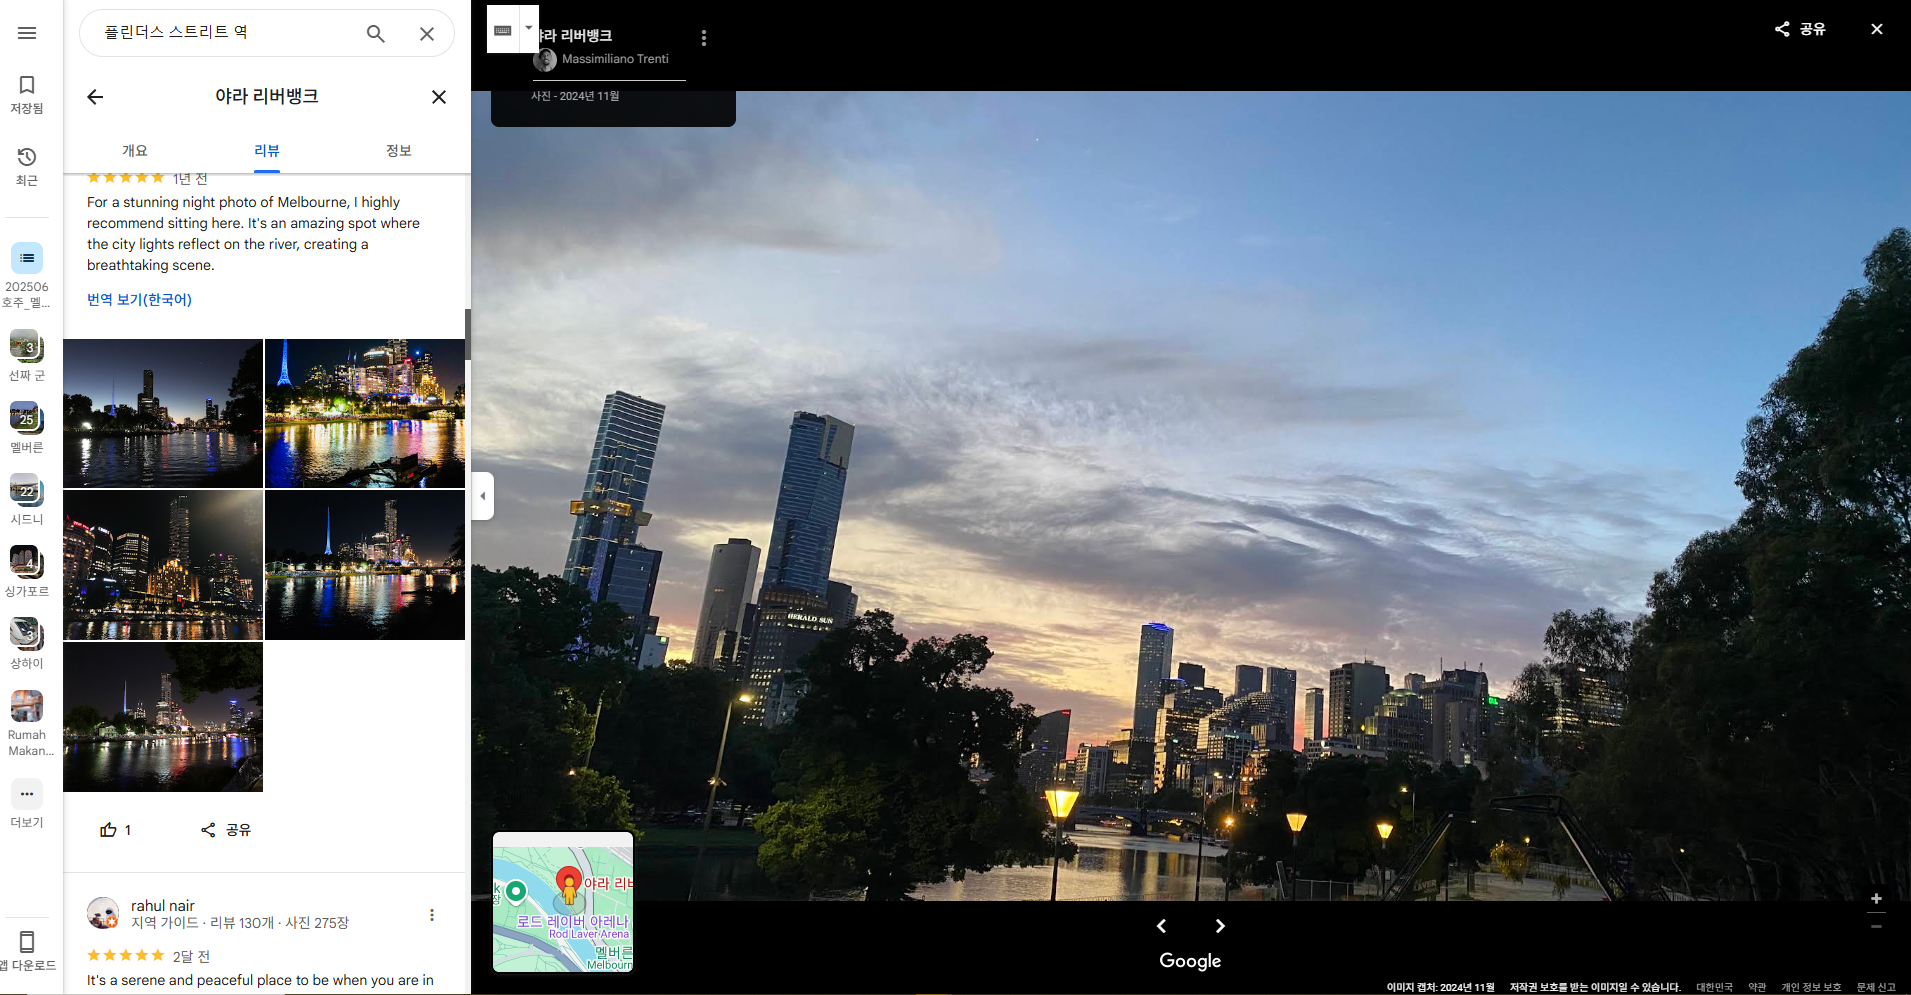 플린더스 스트리트 역
저장됨
최근
202506
호주_멜...
3
선짜 군
25
멜버른
22
시드니
4
싱가포르
3
상하이
Rumah
Makan...
더보기
앱 다운로드
야라 리버뱅크
개요
리뷰
정보
1년 전
For a stunning night photo of Melbourne, I highly
recommend sitting here. It's an amazing spot where
the city lights reflect on the river, creating a
breathtaking scene.
번역 보기(한국어)
1
공유
rahul nair
지역 가이드 · 리뷰 130개 · 사진 275장
2달 전
It's a serene and peaceful place to be when you are in
야라 리버뱅크
Massimiliano Trenti
사진 - 2024년 11월
공유
HERALD SUN
야라 리버
로드 레이버 아레나
Rod Laver Arena
멜버른
Melbourn
Google
이미지 캡처: 2024년 11월
저작권 보호를 받는 이미지일 수 있습니다.
대한민국
약관
개인 정보 보호
문제 신고